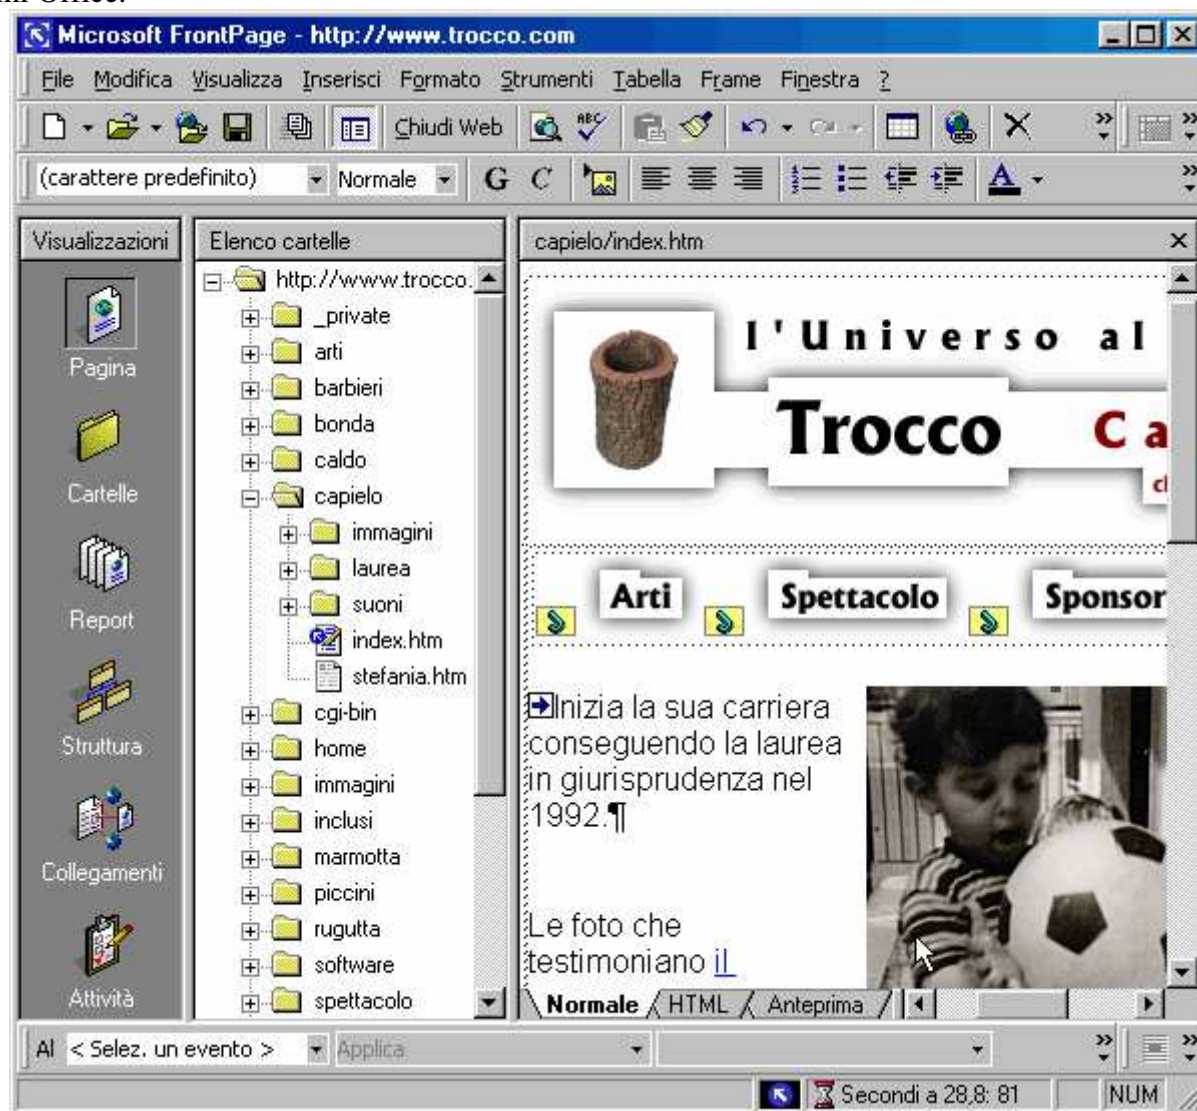 Microsoft FrontPage - http://www.trocco.com
File Modifica Visualizza Inserisci Formato Strumenti Tabella Frame Finestra ?
Chiudi Web ABC
(carattere predefinito) Normale G C A
Visualizzazioni
Elenco cartelle
capielo/index.htm
Pagina
Cartelle
Report
Struttura
Collegamenti
Attività
http://www.trocco.
_private
arti
barbieri
bonda
caldo
capielo
immagini
laurea
suoni
index.htm
stefania.htm
cgi-bin
home
immagini
inclusi
marmotta
piccini
rugutta
software
spettacolo
l'Universo al
Trocco Ca
Arti Spettacolo Sponsor
Inizia la sua carriera
conseguendo la laurea
in giurisprudenza nel
1992.¶
Le foto che
testimoniano il
Normale HTML Anteprima
Al < Selez. un evento > Applica
Secondi a 28,8: 81 NUM